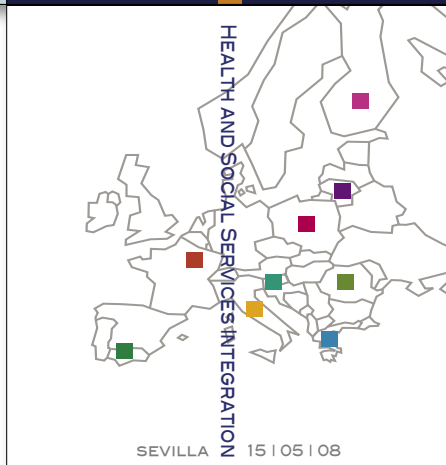 HEALTH AND SOCIAL SERVICES INTEGRATION
SEVILLA 15 | 05 | 08